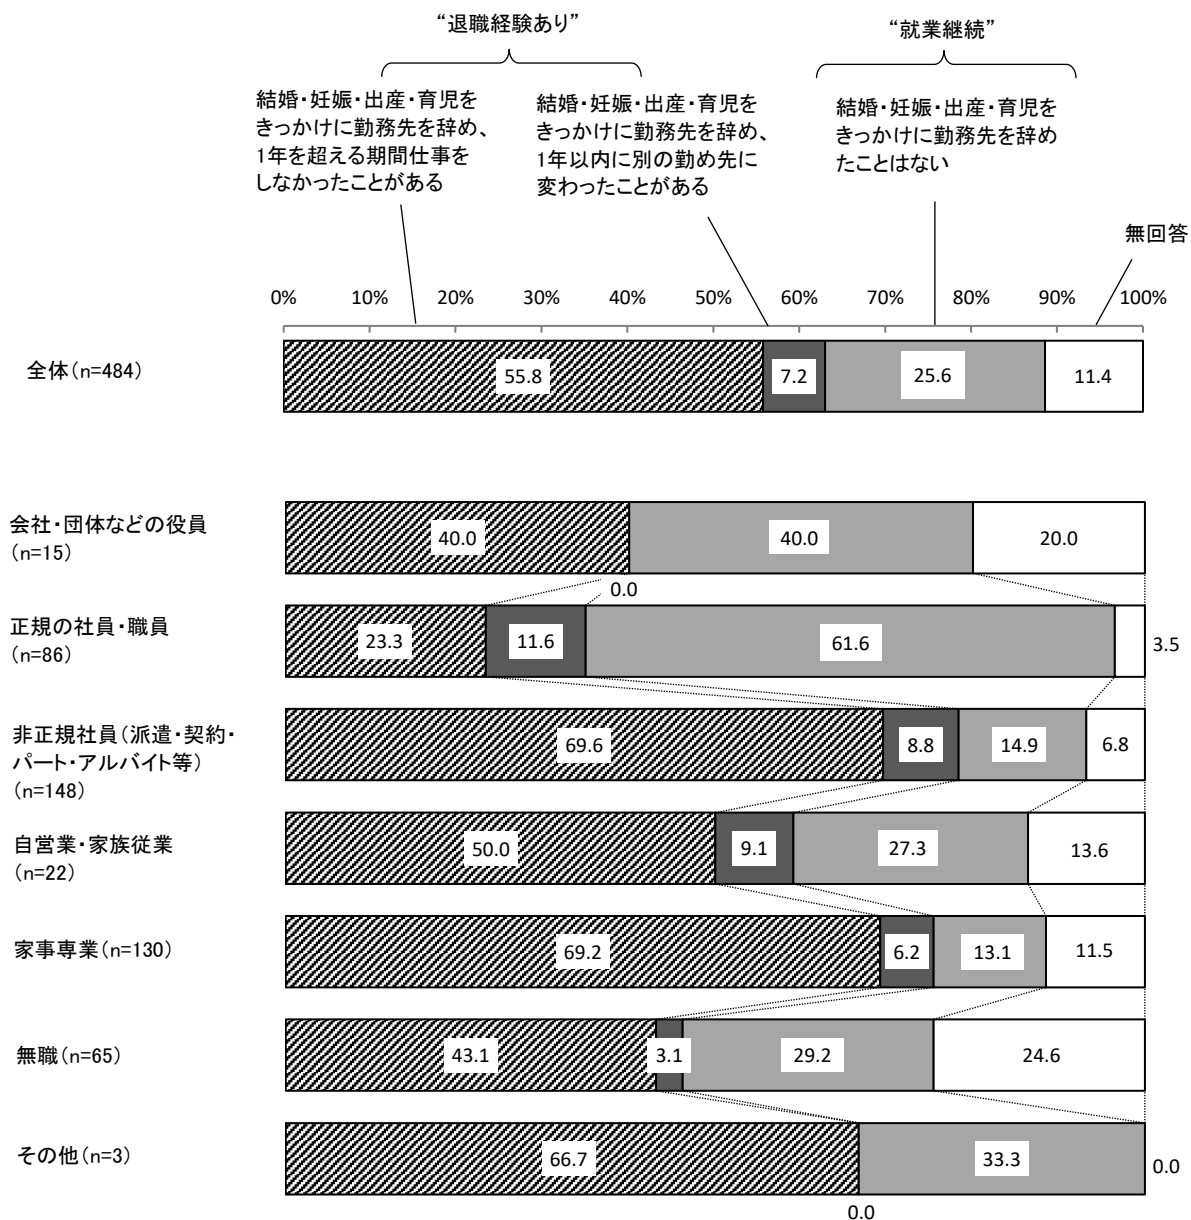 “退職経験あり”
“就業継続”
結婚・妊娠・出産・育児を
きっかけに勤務先を辞め、
1年を超える期間仕事を
しなかったことがある
結婚・妊娠・出産・育児を
きっかけに勤務先を辞め、
1年以内に別の勤め先に
変わったことがある
結婚・妊娠・出産・育児を
きっかけに勤務先を辞め
たことはない
無回答
0% 10% 20% 30% 40% 50% 60% 70% 80% 90% 100%
全体(n=484)
55.8 7.2 25.6 11.4
会社・団体などの役員
(n=15)
40.0 40.0 20.0
0.0
正規の社員・職員
(n=86)
23.3 11.6 61.6 3.5
非正規社員(派遣・契約・
パート・アルバイト等)
(n=148)
69.6 8.8 14.9 6.8
自営業・家族従業
(n=22)
50.0 9.1 27.3 13.6
家事専業(n=130)
69.2 6.2 13.1 11.5
無職(n=65)
43.1 3.1 29.2 24.6
その他(n=3)
66.7 33.3 0.0
0.0